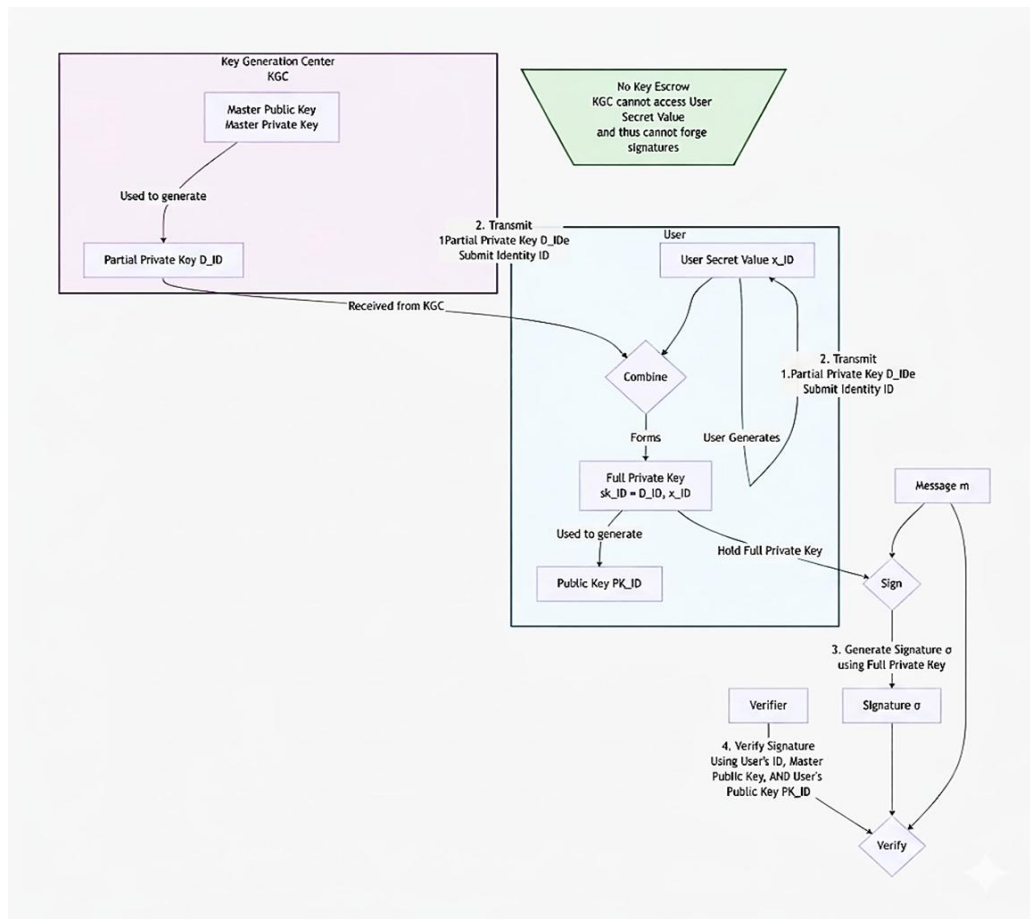 Key Generation Center
KGC
Master Public Key
Master Private Key
Used to generate
Partial Private Key D_ID
No Key Escrow
KGC cannot access User
Secret Value
and thus cannot forge
signatures
2. Transmit
1Partial Private Key D_IDe
Submit Identity ID
User
User Secret Value x_ID
Received from KGC
Combine
2. Transmit
1.Partial Private Key D_IDe
Submit Identity ID
Forms
User Generates
Full Private Key
sk_ID = D_ID, x_ID
Used to generate
Hold Full Private Key
Public Key PK_ID
Message m
Sign
3. Generate Signature σ
using Full Private Key
Verifier
Signature σ
4. Verify Signature
Using User's ID, Master
Public Key, AND User's
Public Key PK_ID
Verify